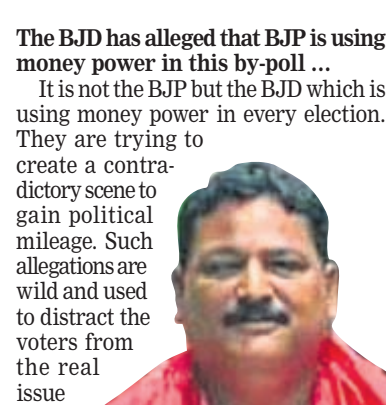 The BJD has alleged that BJP is using
money power in this by-poll ...
It is not the BJP but the BJD which is
using money power in every election.
They are trying to
create a contra-
dictory scene to
gain political
mileage. Such
allegations are
wild and used
to distract the
voters from
the real
issue